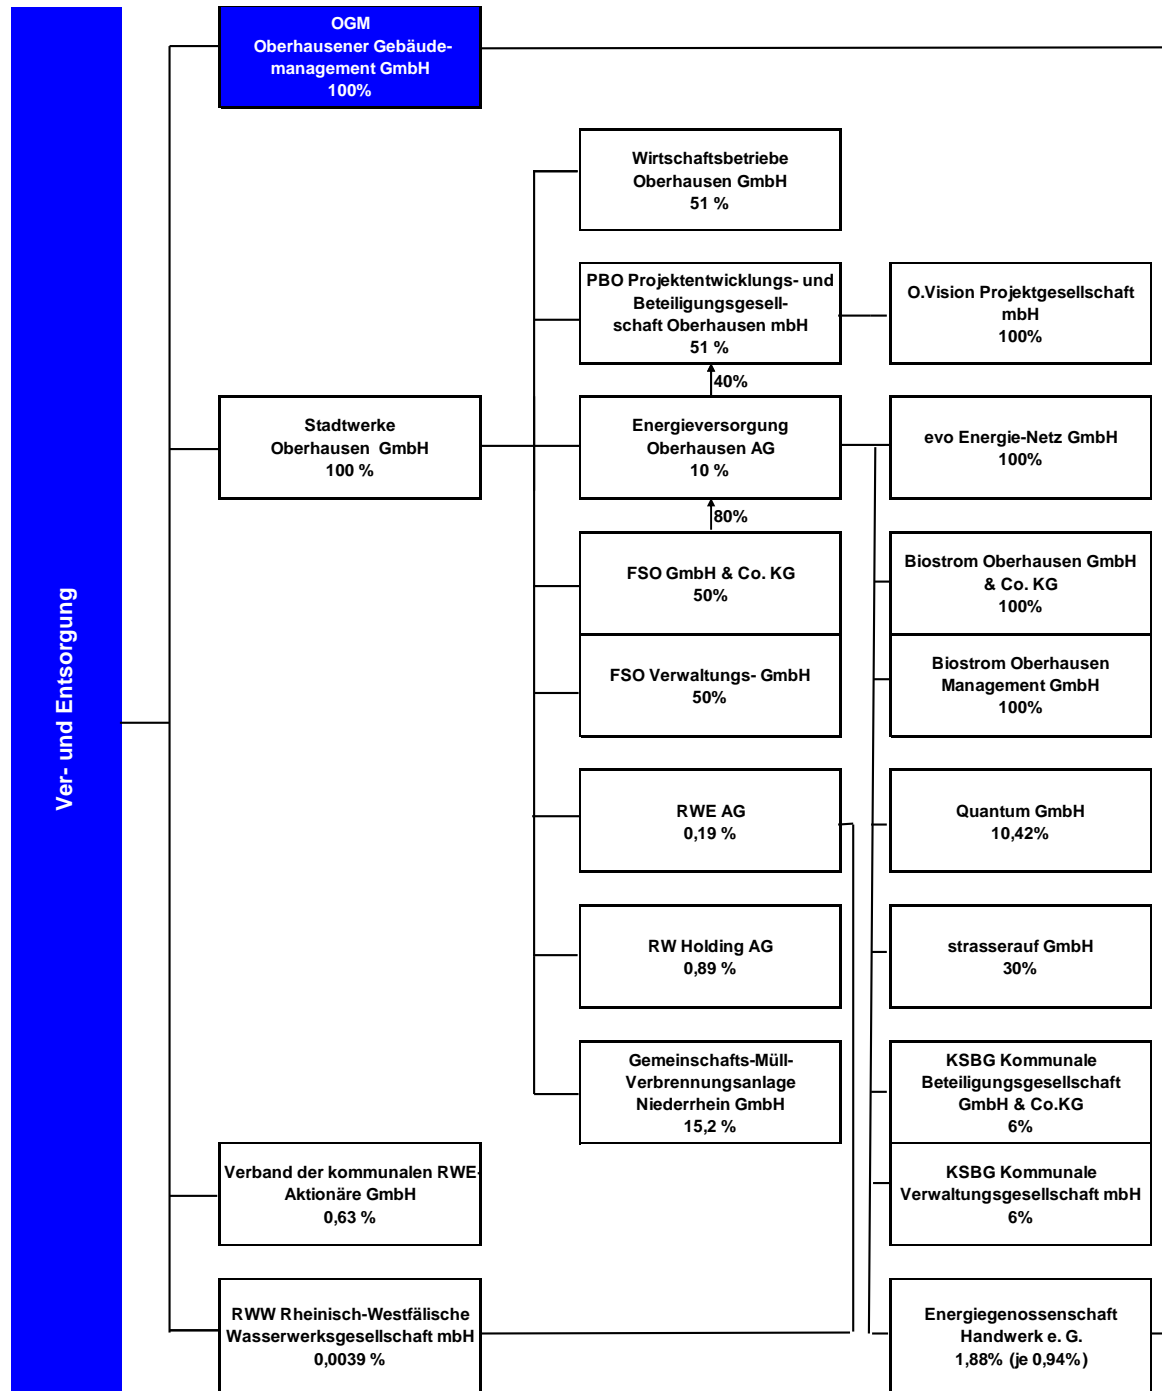 Ver- und Entsorgung
OGM
Oberhausener Gebäude-
management GmbH
100%
Stadtwerke
Oberhausen GmbH
100 %
Verband der kommunalen RWE-
Aktionäre GmbH
0,63 %
RWW Rheinisch-Westfälische
Wasserwerksgesellschaft mbH
0,0039 %
Wirtschaftsbetriebe
Oberhausen GmbH
51 %
PBO Projektentwicklungs- und
Beteiligungsgesell-
schaft Oberhausen mbH
51 %
40%
Energieversorgung
Oberhausen AG
10 %
80%
FSO GmbH & Co. KG
50%
FSO Verwaltungs- GmbH
50%
RWE AG
0,19 %
RW Holding AG
0,89 %
Gemeinschafts-Müll-
Verbrennungsanlage
Niederrhein GmbH
15,2 %
O.Vision Projektgesellschaft
mbH
100%
evo Energie-Netz GmbH
100%
Biostrom Oberhausen GmbH
& Co. KG
100%
Biostrom Oberhausen
Management GmbH
100%
Quantum GmbH
10,42%
strasserauf GmbH
30%
KSBG Kommunale
Beteiligungsgesellschaft
GmbH & Co.KG
6%
KSBG Kommunale
Verwaltungsgesellschaft mbH
6%
Energiegenossenschaft
Handwerk e. G.
1,88% (je 0,94%)